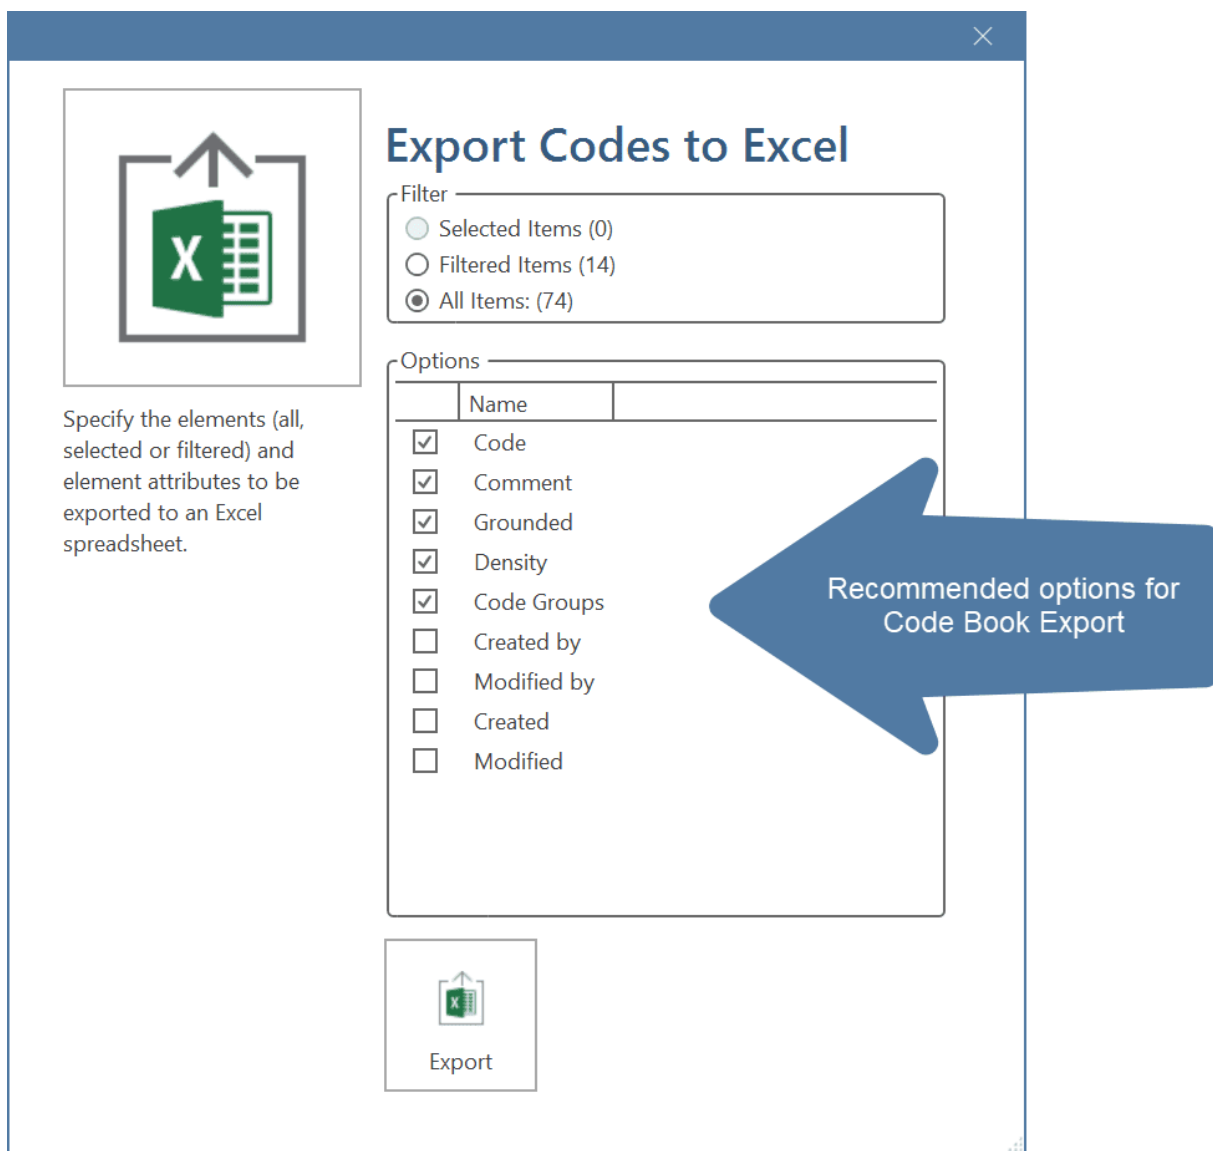 Export Codes to Excel
Filter
Selected Items (0)
Filtered Items (14)
All Items: (74)
Specify the elements (all,
selected or filtered) and
element attributes to be
exported to an Excel
spreadsheet.
Options
Name
Code
Comment
Grounded
Density
Code Groups
Created by
Modified by
Created
Modified
Recommended options for
Code Book Export
X
X
Export